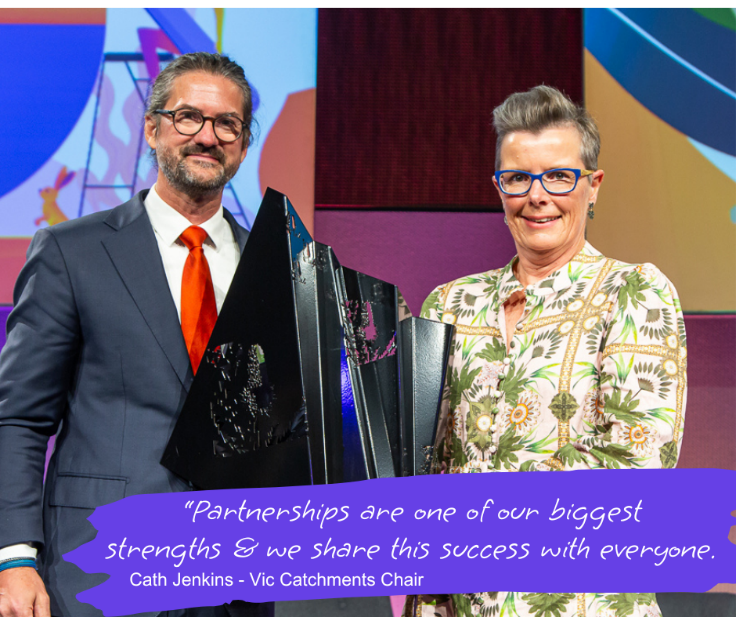 “Partnerships are one of our biggest
strengths & we share this success with everyone.
Cath Jenkins - Vic Catchments Chair